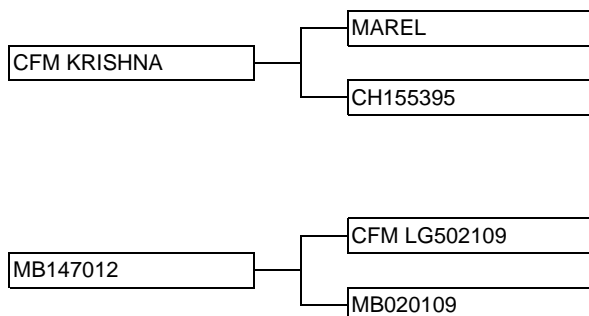 MAREL
CFM KRISHNA
CH155395
CFM LG502109
MB147012
MB020109